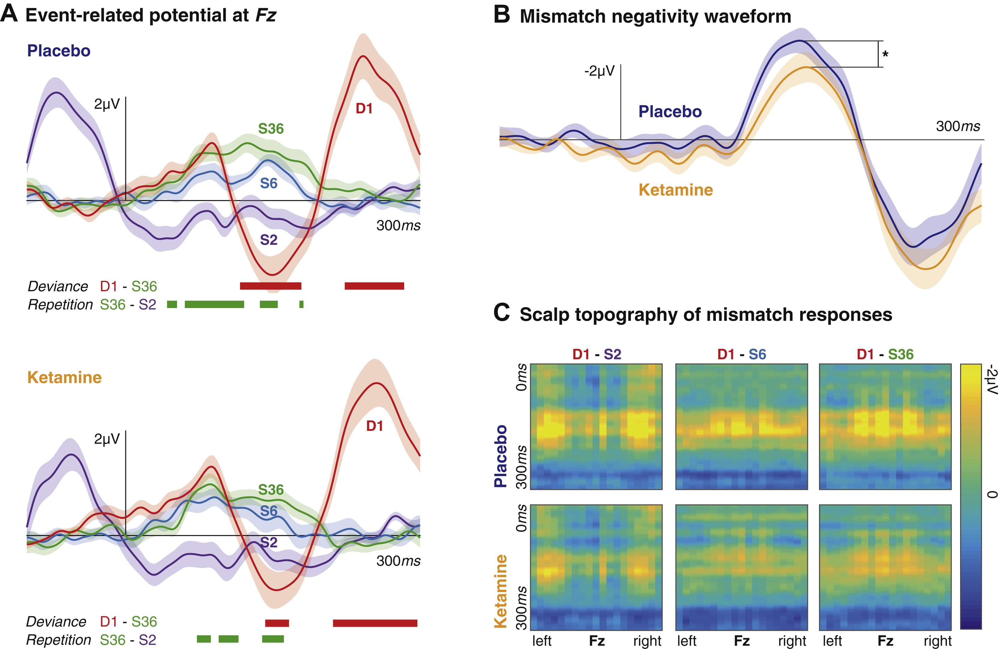 A Event-related potential at Fz
Placebo
2µV
D1
S36
S6
S2
300ms
Deviance D1 - S36
Repetition S36 - S2
Ketamine
2µV
D1
S36
S6
S2
300ms
Deviance D1 - S36
Repetition S36 - S2
B Mismatch negativity waveform
-2µV
*
Placebo
300ms
Ketamine
C Scalp topography of mismatch responses
D1 - S2 D1 - S6 D1 - S36
Placebo
0ms
300ms
Ketamine
0ms
300ms
left Fz right left Fz right left Fz right
-2µV
0